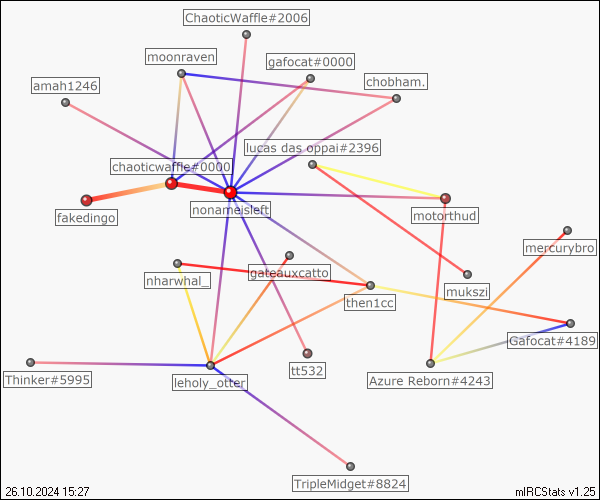 ChaoticWaffle#2006
moonraven
gafocat#0000
chobham.
amah1246
lucas das oppai#2396
chaoticwaffle#0000
nonameisleft
fakedingo
motorthud
mercurybro
gateauxcatto
nharwhal_
mukszi
then1cc
Gafocat#4189
Thinker#5995
leholy_otter
tt532
Azure Reborn#4243
TripleMidget#8824
26.10.2024 15:27
mIRCStats v1.25